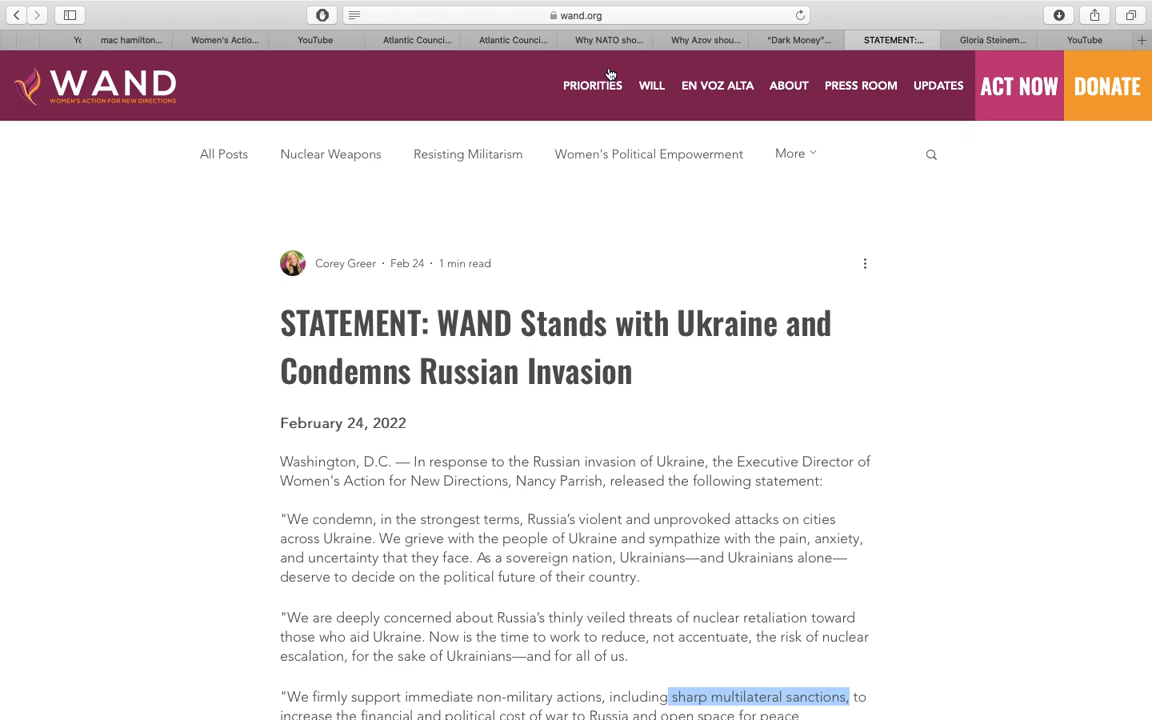 wand.org
Yc
mac hamilton...
Women's Actio...
YouTube
Atlantic Counci...
Atlantic Counci...
Why NATO sho...
Why Azov shou...
"Dark Money"...
STATEMENT:...
Gloria Steinem...
YouTube
WAND
WOMEN'S ACTION FOR NEW DIRECTIONS
PRIORITIES WILL EN VOZ ALTA ABOUT PRESS ROOM UPDATES ACT NOW DONATE
All Posts Nuclear Weapons Resisting Militarism Women's Political Empowerment More
Corey Greer · Feb 24 · 1 min read
STATEMENT: WAND Stands with Ukraine and
Condemns Russian Invasion
February 24, 2022
Washington, D.C. — In response to the Russian invasion of Ukraine, the Executive Director of
Women's Action for New Directions, Nancy Parrish, released the following statement:
"We condemn, in the strongest terms, Russia’s violent and unprovoked attacks on cities
across Ukraine. We grieve with the people of Ukraine and sympathize with the pain, anxiety,
and uncertainty that they face. As a sovereign nation, Ukrainians—and Ukrainians alone—
deserve to decide on the political future of their country.
"We are deeply concerned about Russia’s thinly veiled threats of nuclear retaliation toward
those who aid Ukraine. Now is the time to work to reduce, not accentuate, the risk of nuclear
escalation, for the sake of Ukrainians—and for all of us.
"We firmly support immediate non-military actions, including sharp multilateral sanctions, to
increase the financial and political cost of war to Russia and open space for peace